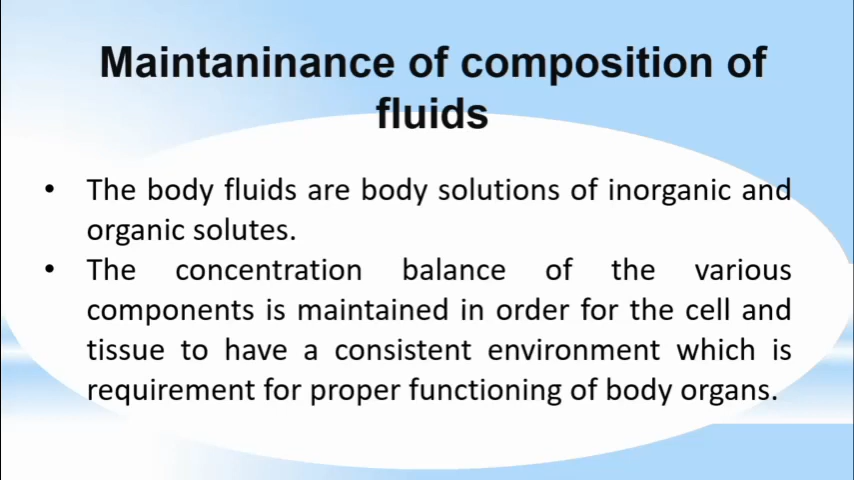 Maintaninance of composition of
fluids
• The body fluids are body solutions of inorganic and
organic solutes.
• The concentration balance of the various
components is maintained in order for the cell and
tissue to have a consistent environment which is
requirement for proper functioning of body organs.